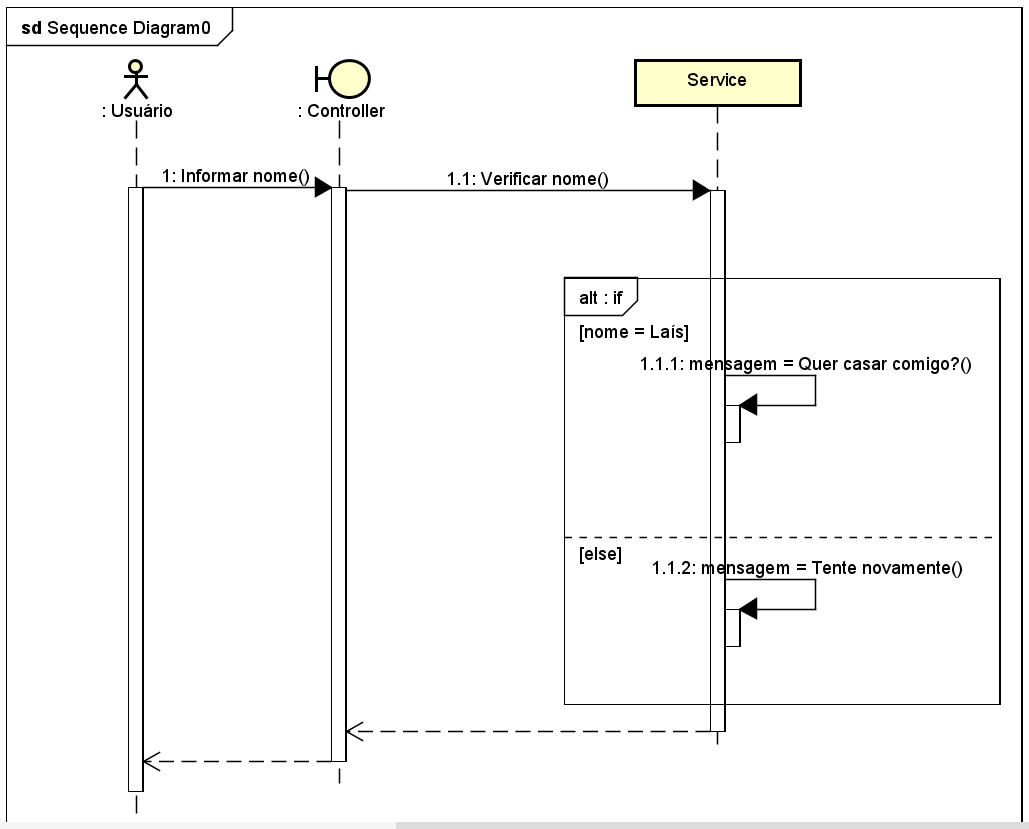 sd Sequence Diagram0
: Usuário
: Controller
Service
1: Informar nome()
1.1: Verificar nome()
alt : if
[nome = Laís]
1.1.1: mensagem = Quer casar comigo?()
[else]
1.1.2: mensagem = Tente novamente()